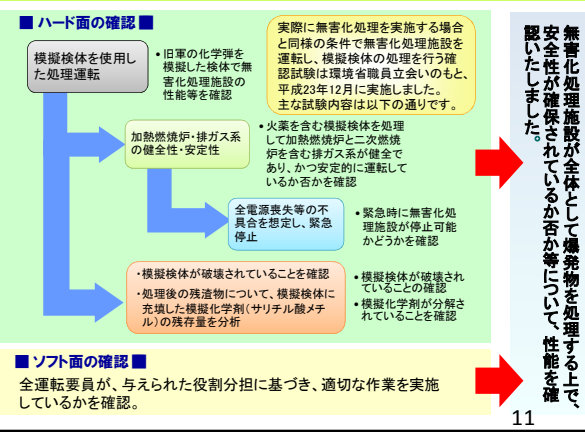 ■ ハード面の確認 ■
模擬検体を使用し
た処理運転
•旧軍の化学弾を
模擬した検体で無
害化処理施設の
性能等を確認
実際に無害化処理を実施する場合
と同様の条件で無害化処理施設を
運転し、模擬検体の処理を行う確
認試験は環境省職員立会いのもと、
平成23年12月に実施しました。
主な試験内容は以下の通りです。
加熱燃焼炉・排ガス系
の健全性・安定性
•火薬を含む模擬検体を処理
して加熱燃焼炉と二次燃焼
炉を含む排ガス系が健全で
あり、かつ安定的に運転して
いるか否かを確認
全電源喪失等の不
具合を想定し、緊急
停止
•緊急時に無害化処
理施設が停止可能
かどうかを確認
・模擬検体が破壊されていることを確認
・処理後の残渣物について、模擬検体に
充填した模擬化学剤(サリチル酸メチ
ル)の残存量を分析
•模擬検体が破壊され
ていることの確認
•模擬化学剤が分解さ
れていることを確認
■ ソフト面の確認 ■
全運転要員が、与えられた役割分担に基づき、適切な作業を実施
しているかを確認。
無害化処理施設が全体として爆発物を処理する上で、
安全性が確保されているか否か等について、性能を確
認いたしました。
11